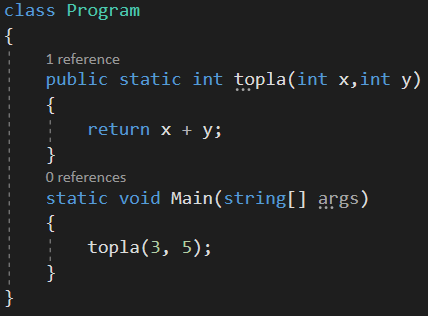 class Program
{
1 reference
public static int topla(int x,int y)
{
return x + y;
}
0 references
static void Main(string[] args)
{
topla(3, 5);
}
}